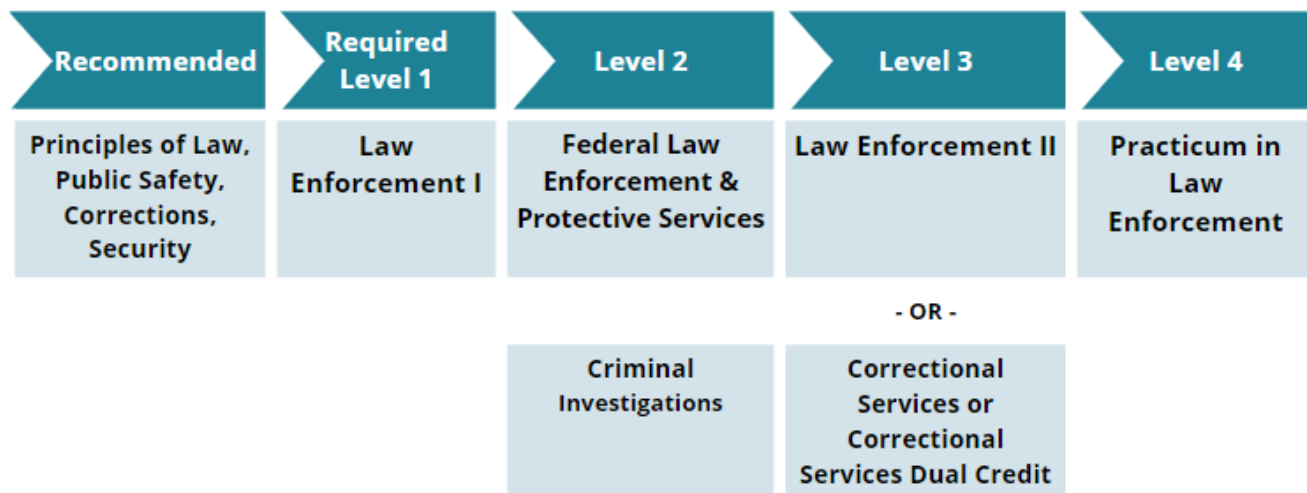 Recommended
Required
Level 1
Level 2
Level 3
Level 4
Principles of Law,
Public Safety,
Corrections,
Security
Law
Enforcement I
Federal Law
Enforcement &
Protective Services
Law Enforcement II
Practicum in
Law
Enforcement
- OR -
Criminal
Investigations
Correctional
Services or
Correctional
Services Dual Credit